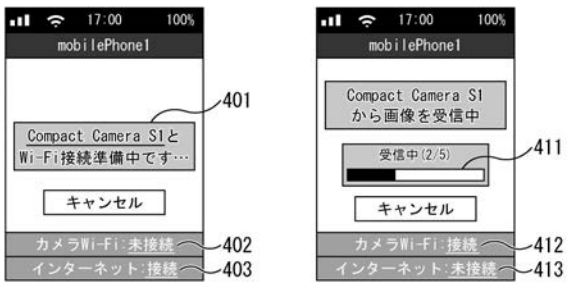 17:00 100%
mobilePhone1
401
Compact Camera S1と
Wi-Fi接続準備中です…
キャンセル
カメラWi-Fi:未接続
402
インターネット:接続
403
17:00 100%
mobilePhone1
Compact Camera S1
から画像を受信中
受信中(2/5)
411
キャンセル
カメラWi-Fi:接続
412
インターネット:未接続
413